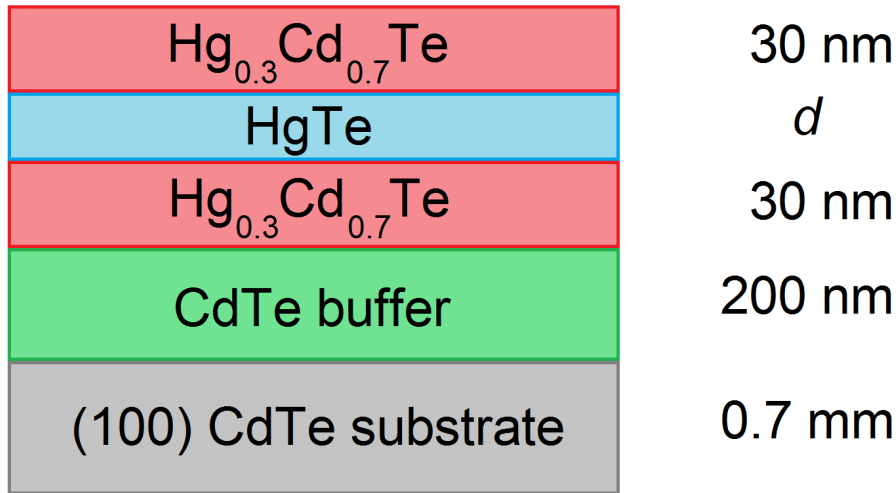 Hg0.3Cd0.7Te 30 nm
HgTe d
Hg0.3Cd0.7Te 30 nm
CdTe buffer 200 nm
(100) CdTe substrate 0.7 mm